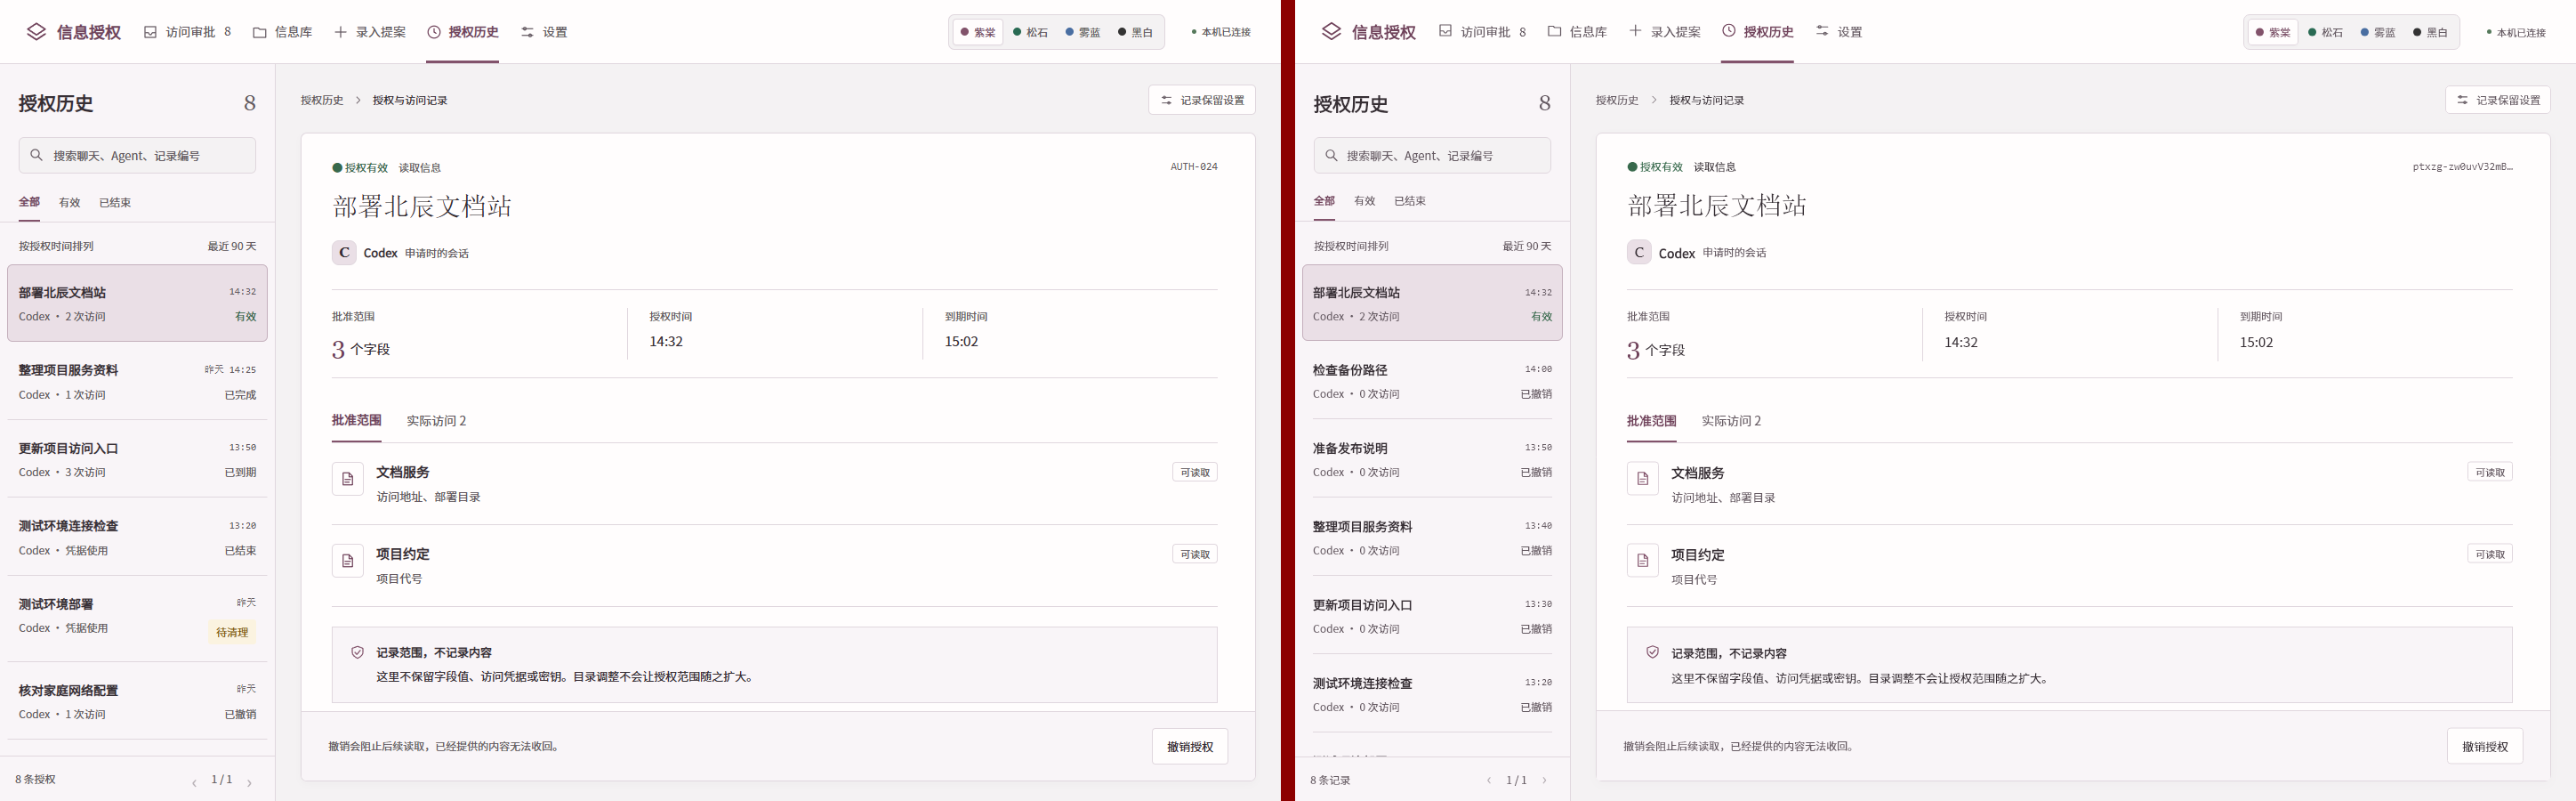 信息授权 访问审批 8 信息库 录入提案 授权历史 设置 紫棠 松石 雾蓝 黑白 本机已连接
授权历史 8
搜索聊天、Agent、记录编号
全部 有效 已结束
按授权时间排列 最近 90 天
部署北辰文档站 14:32
Codex · 2 次访问 有效
整理项目服务资料 昨天 14:25
Codex · 1 次访问 已完成
更新项目访问入口 13:50
Codex · 3 次访问 已到期
测试环境连接检查 13:20
Codex · 凭据使用 已结束
测试环境部署 昨天
Codex · 凭据使用 待清理
核对家庭网络配置 昨天
Codex · 1 次访问 已撤销
8 条授权 ‹ 1 / 1 ›
授权历史 > 授权与访问记录 记录保留设置
授权有效 读取信息 AUTH-024
部署北辰文档站
C Codex 申请时的会话
批准范围 授权时间 到期时间
3 个字段 14:32 15:02
批准范围 实际访问 2
文档服务 可读取
访问地址、部署目录
项目约定 可读取
项目代号
记录范围，不记录内容
这里不保留字段值、访问凭据或密钥。目录调整不会让授权范围随之扩大。
撤销会阻止后续读取，已经提供的内容无法收回。 撤销授权
信息授权 访问审批 8 信息库 录入提案 授权历史 设置 紫棠 松石 雾蓝 黑白 本机已连接
授权历史 8
搜索聊天、Agent、记录编号
全部 有效 已结束
按授权时间排列 最近 90 天
部署北辰文档站 14:32
Codex · 2 次访问 有效
检查备份路径 14:00
Codex · 0 次访问 已撤销
准备发布说明 13:50
Codex · 0 次访问 已撤销
整理项目服务资料 13:40
Codex · 0 次访问 已撤销
更新项目访问入口 13:30
Codex · 0 次访问 已撤销
测试环境连接检查 13:20
Codex · 0 次访问 已撤销
8 条记录 ‹ 1 / 1 ›
授权历史 > 授权与访问记录 记录保留设置
授权有效 读取信息 ptxzg-zw0uvV32mB…
部署北辰文档站
C Codex 申请时的会话
批准范围 授权时间 到期时间
3 个字段 14:32 15:02
批准范围 实际访问 2
文档服务 可读取
访问地址、部署目录
项目约定 可读取
项目代号
记录范围，不记录内容
这里不保留字段值、访问凭据或密钥。目录调整不会让授权范围随之扩大。
撤销会阻止后续读取，已经提供的内容无法收回。 撤销授权